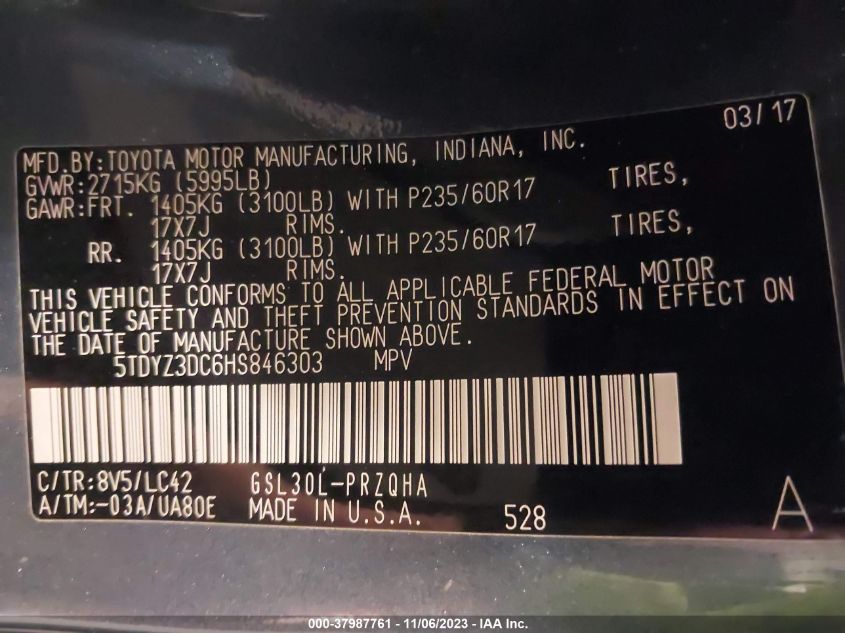 03/17
MFD.BY:TOYOTA MOTOR MANUFACTURING, INDIANA, INC.
GVWR:2715KG (5995LB)
GAWR:FRT. 1405KG (3100LB) WITH P235/60R17 TIRES,
17X7J RIMS.
RR. 1405KG (3100LB) WITH P235/60R17 TIRES,
17X7J RIMS.
THIS VEHICLE CONFORMS TO ALL APPLICABLE FEDERAL MOTOR
VEHICLE SAFETY AND THEFT PREVENTION STANDARDS IN EFFECT ON
THE DATE OF MANUFACTURE SHOWN ABOVE.
5TDYZ3DC6HS846303 MPV
C/TR:8V5/LC42 GSL30L-PRZQHA
A/TM:-03A/UA80E MADE IN U.S.A. 528 A
000-37987761 - 11/06/2023 - IAA Inc.